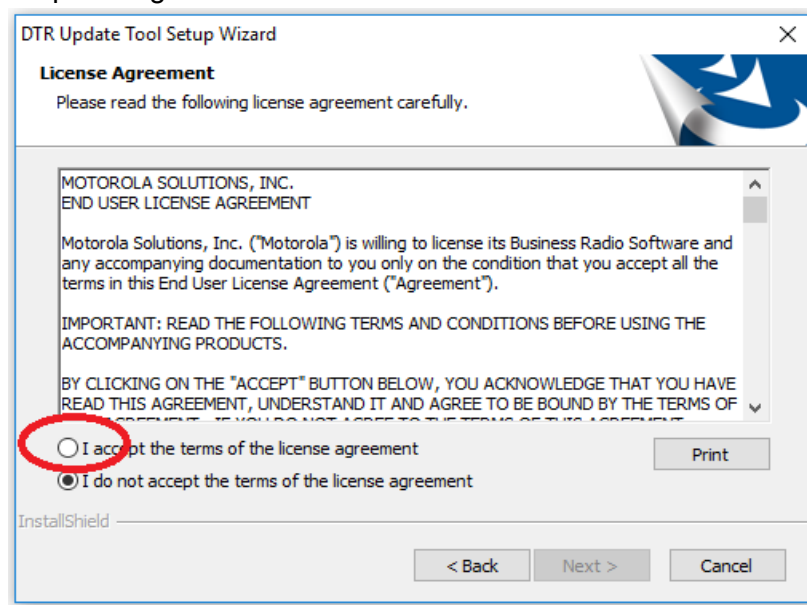 DTR Update Tool Setup Wizard
License Agreement
Please read the following license agreement carefully.
MOTOROLA SOLUTIONS, INC.
END USER LICENSE AGREEMENT
Motorola Solutions, Inc. ("Motorola") is willing to license its Business Radio Software and
any accompanying documentation to you only on the condition that you accept all the
terms in this End User License Agreement ("Agreement").
IMPORTANT: READ THE FOLLOWING TERMS AND CONDITIONS BEFORE USING THE
ACCOMPANYING PRODUCTS.
BY CLICKING ON THE "ACCEPT" BUTTON BELOW, YOU ACKNOWLEDGE THAT YOU HAVE
READ THIS AGREEMENT, UNDERSTAND IT AND AGREE TO BE BOUND BY THE TERMS OF
I accept the terms of the license agreement
Print
I do not accept the terms of the license agreement
InstallShield
< Back
Next >
Cancel